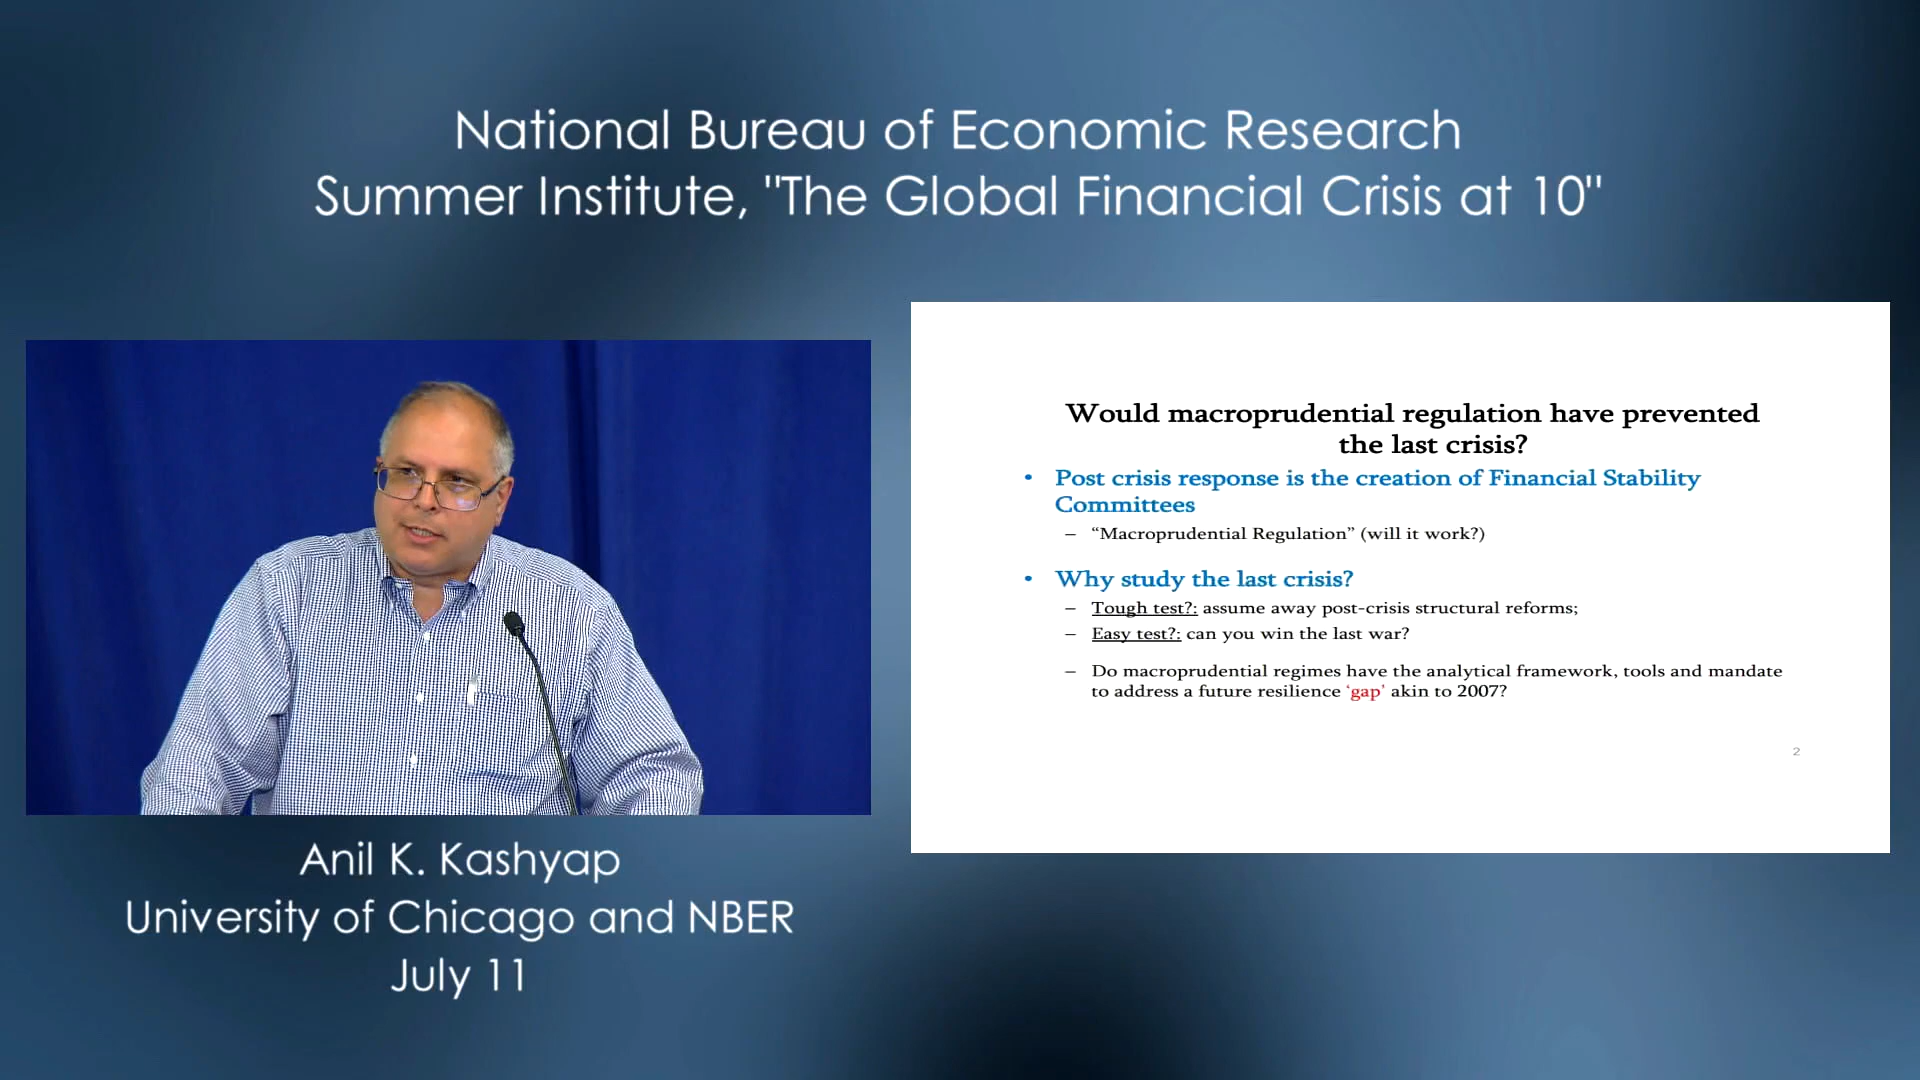 National Bureau of Economic Research
Summer Institute, "The Global Financial Crisis at 10"
Would macroprudential regulation have prevented
the last crisis?
• Post crisis response is the creation of Financial Stability
Committees
– “Macroprudential Regulation” (will it work?)
• Why study the last crisis?
– Tough test?: assume away post-crisis structural reforms;
– Easy test?: can you win the last war?
– Do macroprudential regimes have the analytical framework, tools and mandate
to address a future resilience ‘gap’ akin to 2007?
2
Anil K. Kashyap
University of Chicago and NBER
July 11